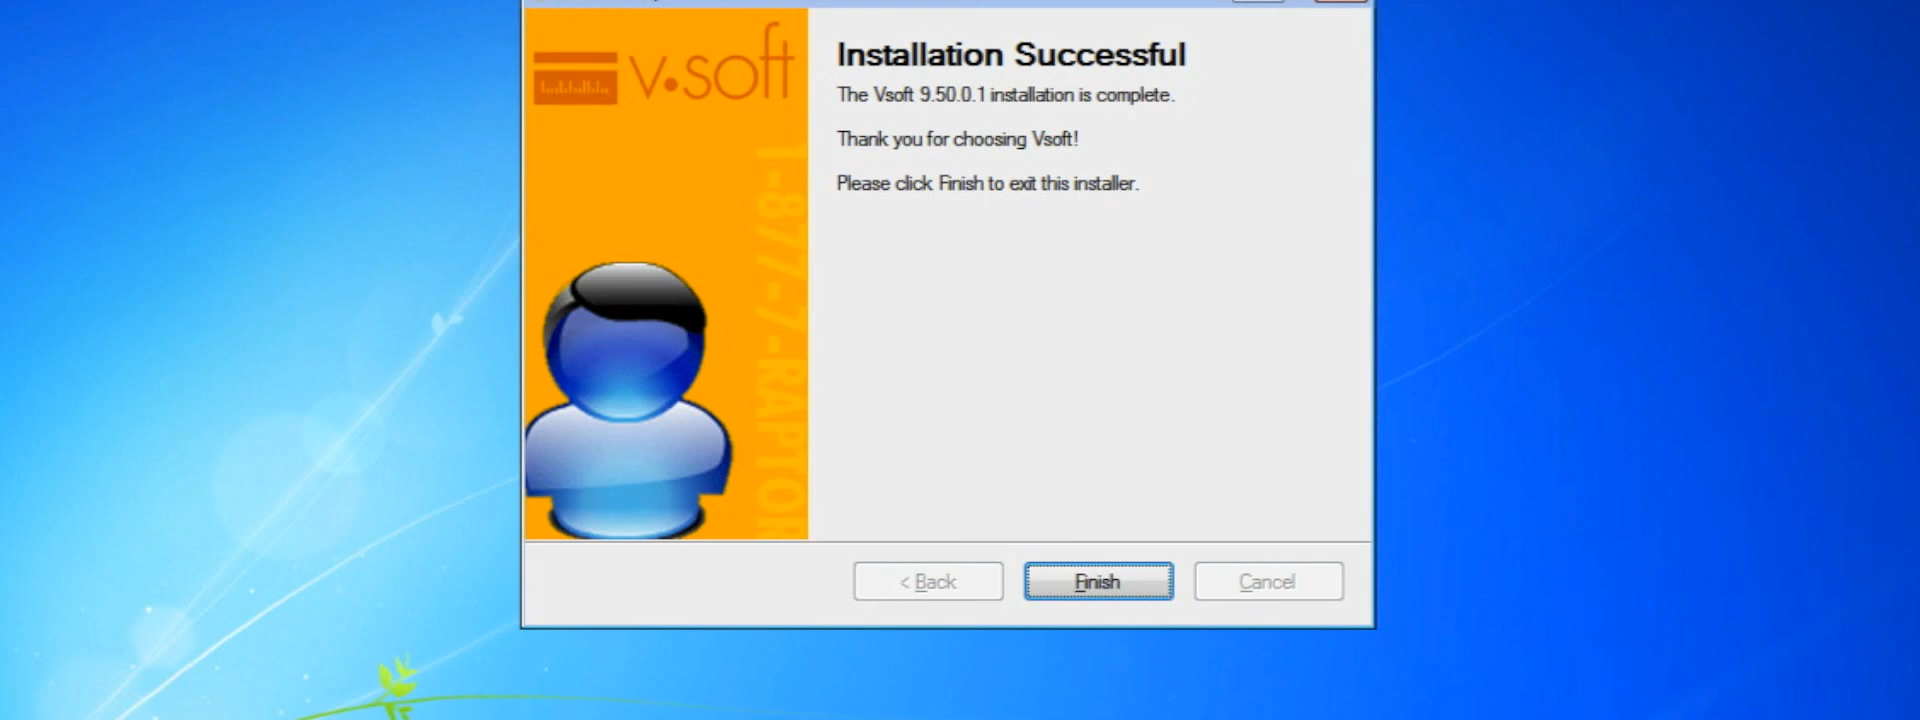 v•soft
Installation Successful
The Vsoft 9.50.0.1 installation is complete.
Thank you for choosing Vsoft!
Please click Finish to exit this installer.
1-877-7-RAPTOR
< Back
Finish
Cancel